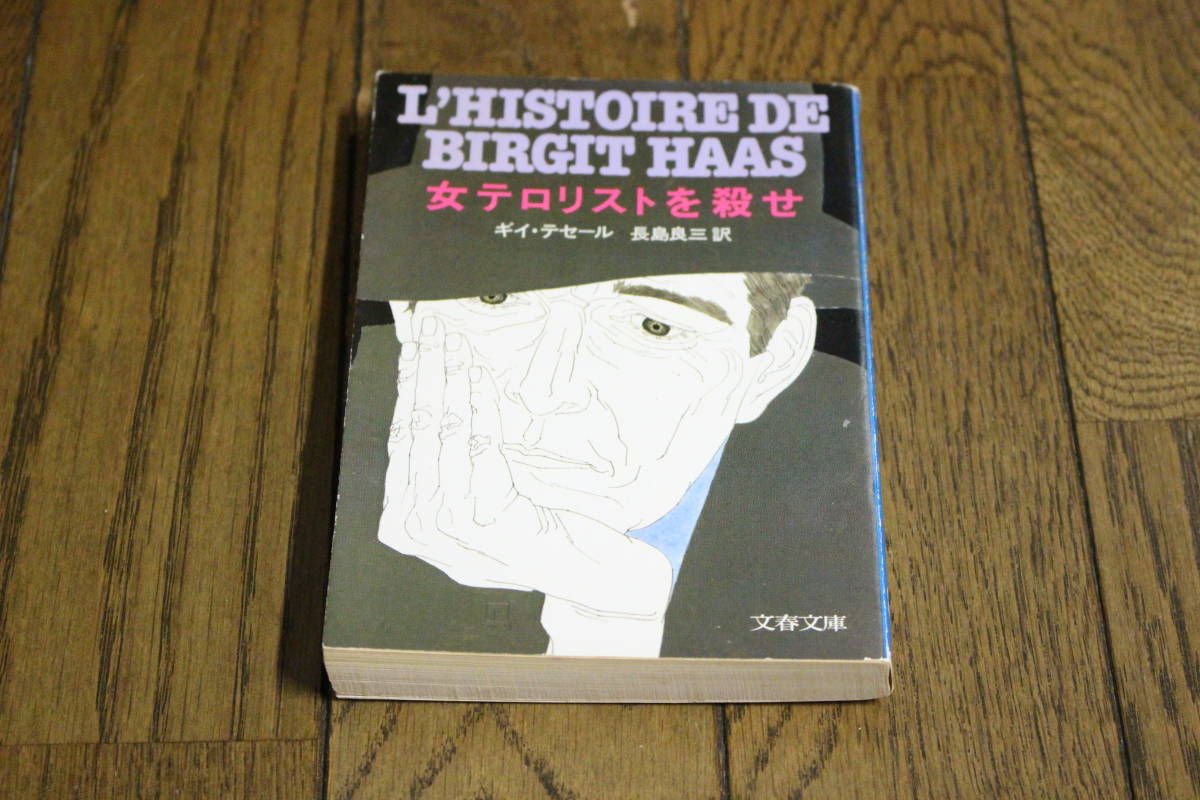 L'HISTOIRE DE
BIRGIT HAAS
女テロリストを殺せ
ギイ・テセール 長島良三訳
文春文庫